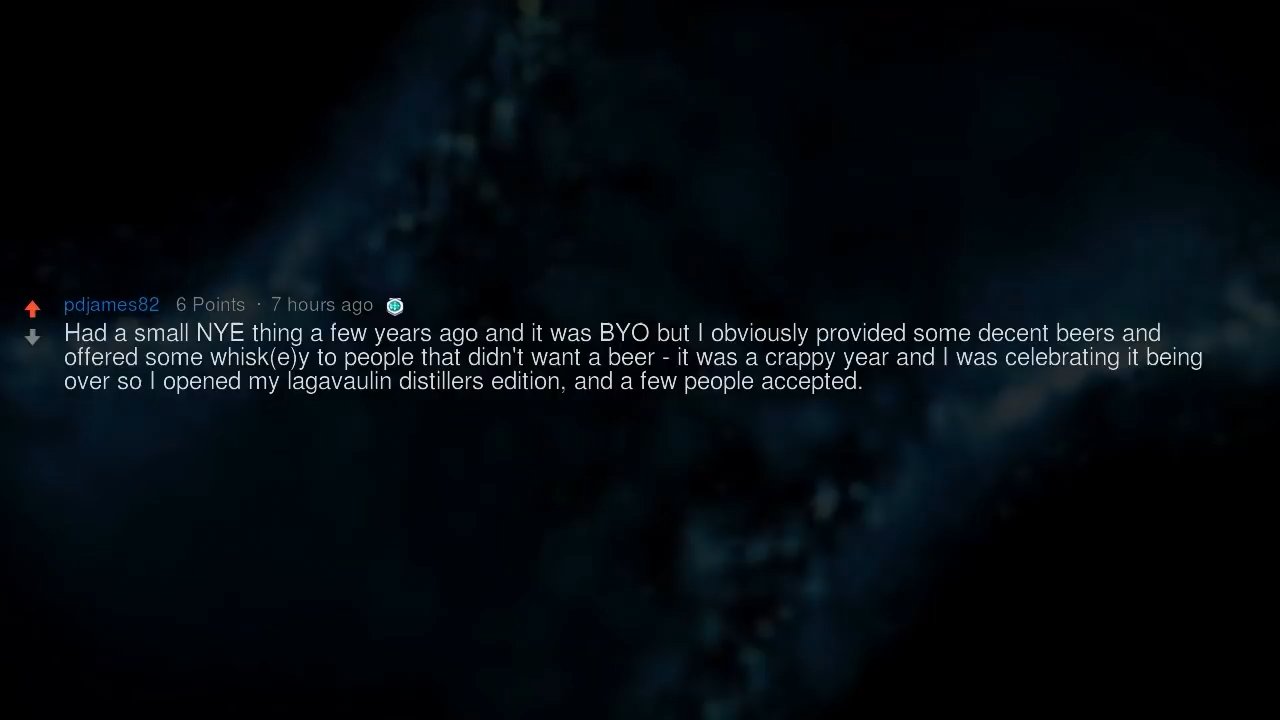 pdjames82 6 Points · 7 hours ago
Had a small NYE thing a few years ago and it was BYO but I obviously provided some decent beers and
offered some whisk(e)y to people that didn't want a beer - it was a crappy year and I was celebrating it being
over so I opened my lagavaulin distillers edition, and a few people accepted.